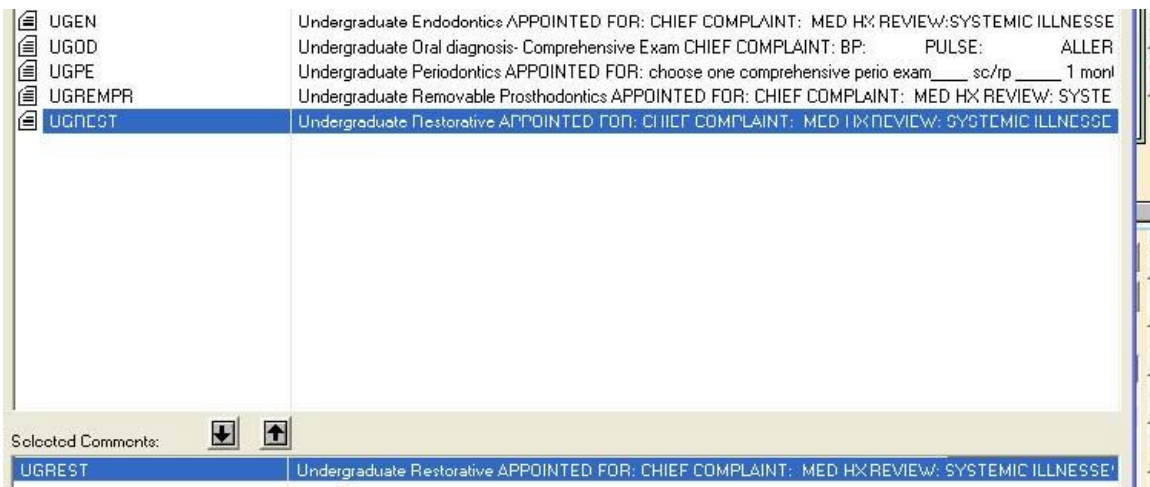 UGEN Undergraduate Endodontics APPOINTED FOR: CHIEF COMPLAINT: MED HX REVIEW:SYSTEMIC ILLNESSE
UGOD Undergraduate Oral diagnosis- Comprehensive Exam CHIEF COMPLAINT: BP: PULSE: ALLER
UGPE Undergraduate Periodontics APPOINTED FOR: choose one comprehensive perio exam____ sc/rp _____ 1 mont
UGREMPR Undergraduate Removable Prosthodontics APPOINTED FOR: CHIEF COMPLAINT: MED HX REVIEW: SYSTE
UGREST Undergraduate Restorative APPOINTED FOR: CHIEF COMPLAINT: MED HX REVIEW: SYSTEMIC ILLNESSE
Selected Comments:
UGREST Undergraduate Restorative APPOINTED FOR: CHIEF COMPLAINT: MED HX REVIEW: SYSTEMIC ILLNESSE